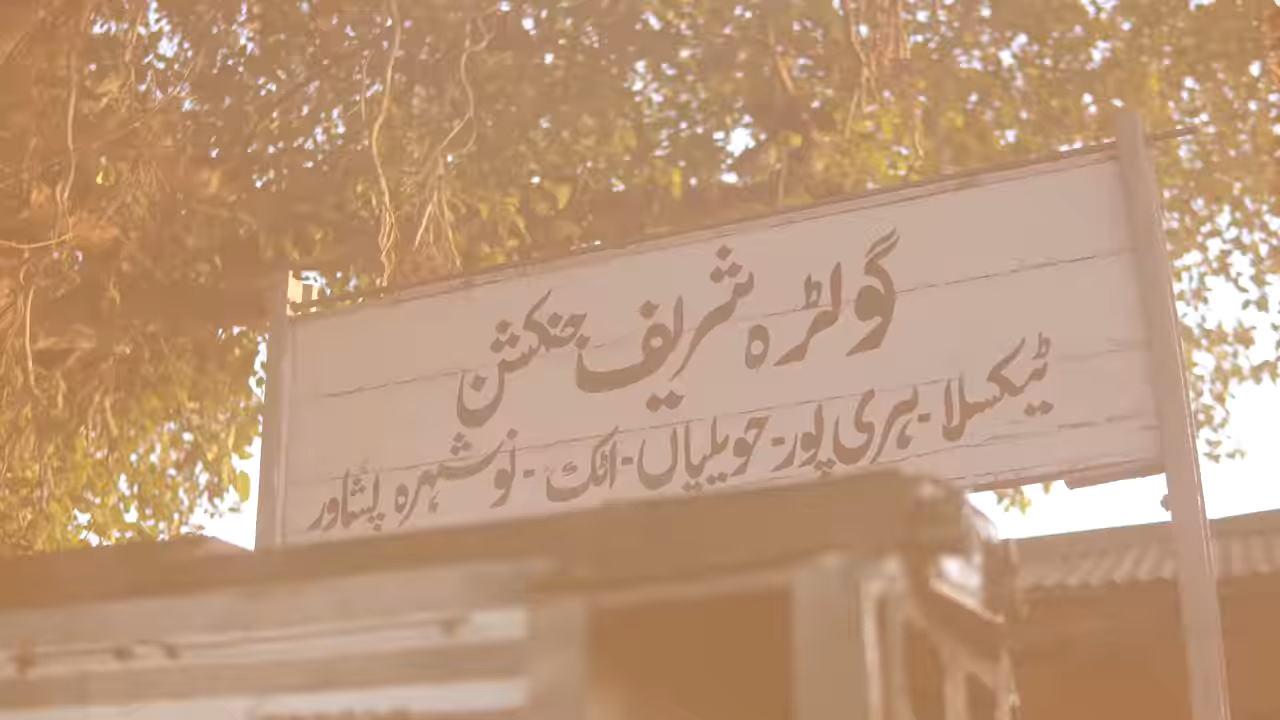 گولڑہ شریف جنکشن
ٹیکسلا - ہری پور - حویلیاں - اٹک - نوشہرہ پشاور